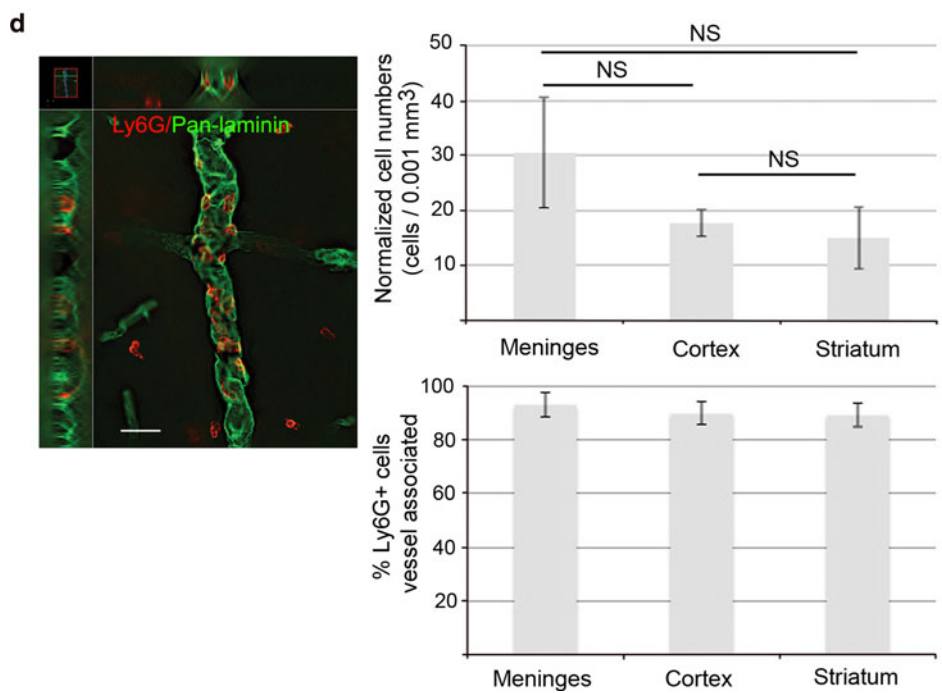 d
Ly6G/Pan-laminin
Normalized cell numbers
(cells / 0.001 mm³)
50
40
30
20
10
NS
NS
NS
Meninges Cortex Striatum
% Ly6G+ cells
vessel associated
100
80
60
40
20
Meninges Cortex Striatum